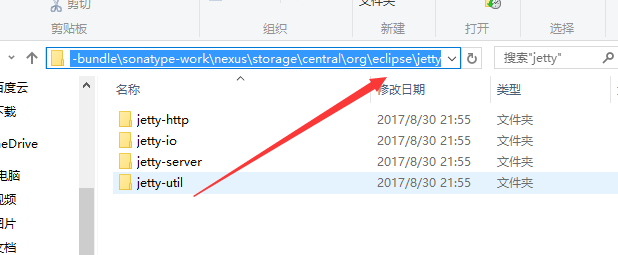 剪切
文件夹
剪贴板
组织
新建
打开
选择
-bundle\sonatype-work\nexus\storage\central\org\eclipse\jetty
搜索"jetty"
名称
修改日期
类型
大
百度云
下载
neDrive
电脑
视频
图片
文档
jetty-http 2017/8/30 21:55 文件夹
jetty-io 2017/8/30 21:55 文件夹
jetty-server 2017/8/30 21:55 文件夹
jetty-util 2017/8/30 21:55 文件夹